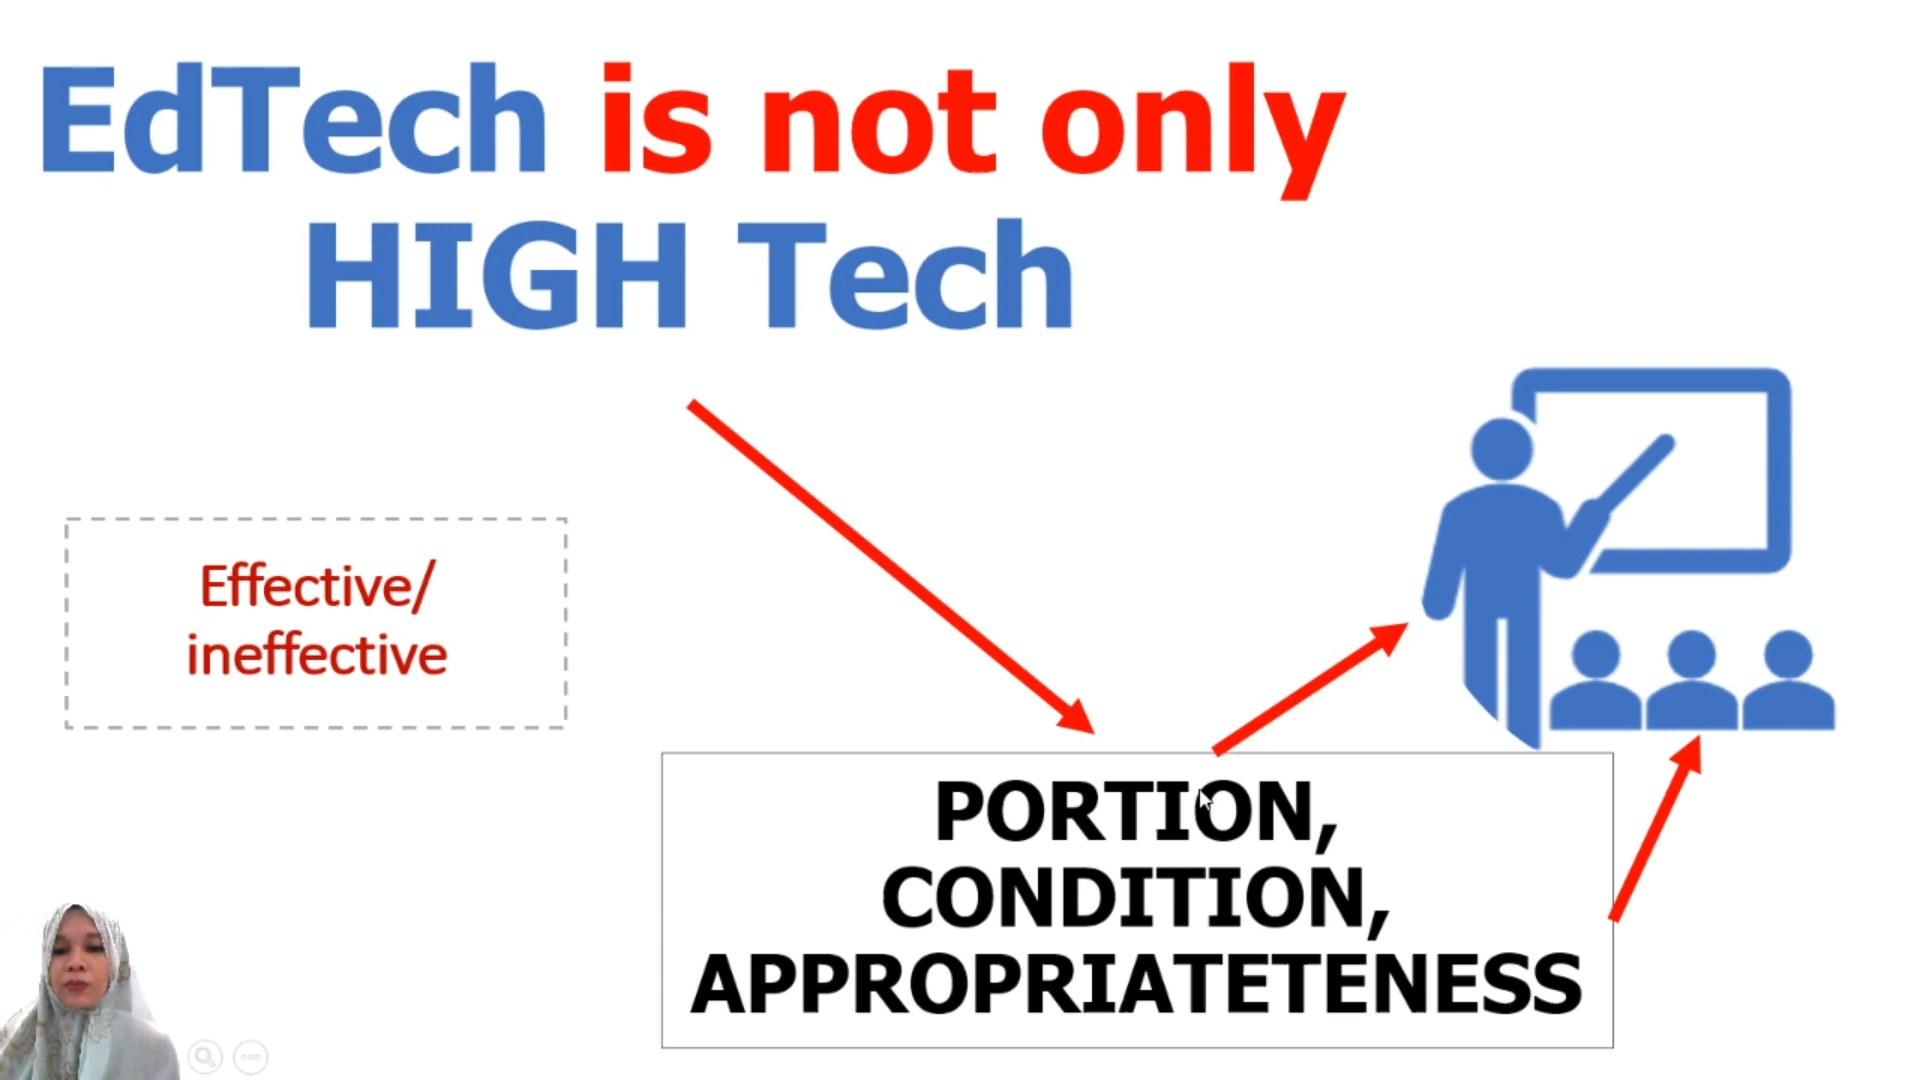 EdTech is not only
HIGH Tech
Effective/
ineffective
PORTION,
CONDITION,
APPROPRIATETENESS